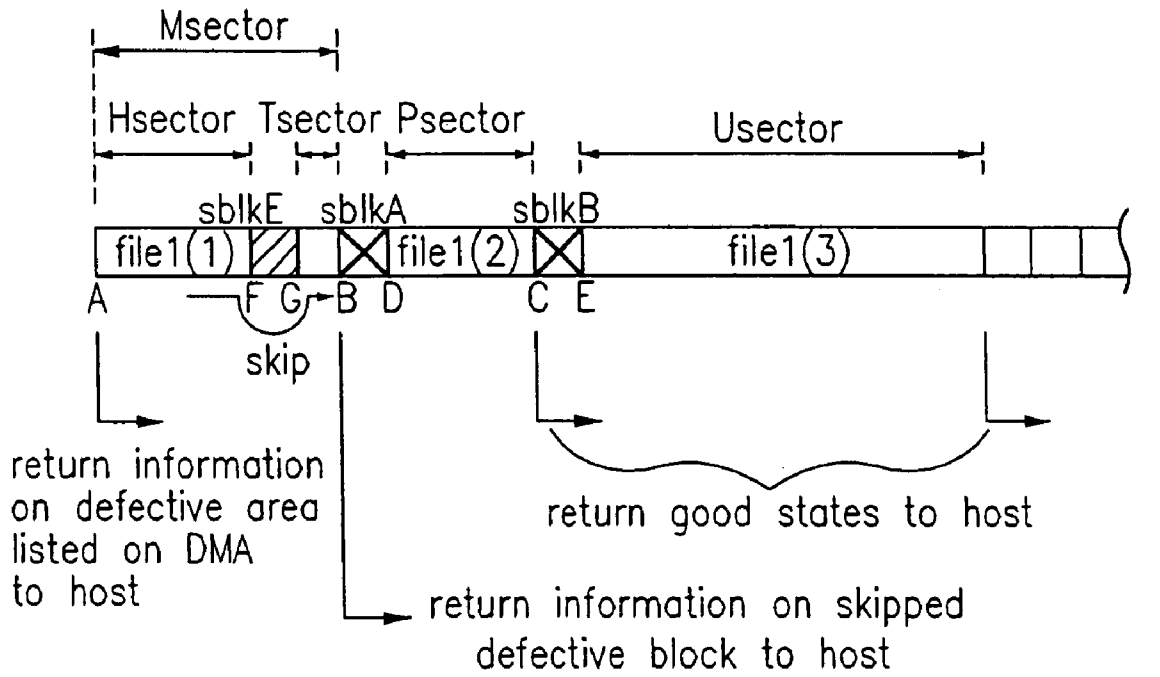 Msector
Hsector Tsector Psector Usector
sblkE sblkA sblkB
file1(1) file1(2) file1(3)
A F G B D C E
skip
return information
on defective area
listed on DMA
to host
return good states to host
return information on skipped
defective block to host